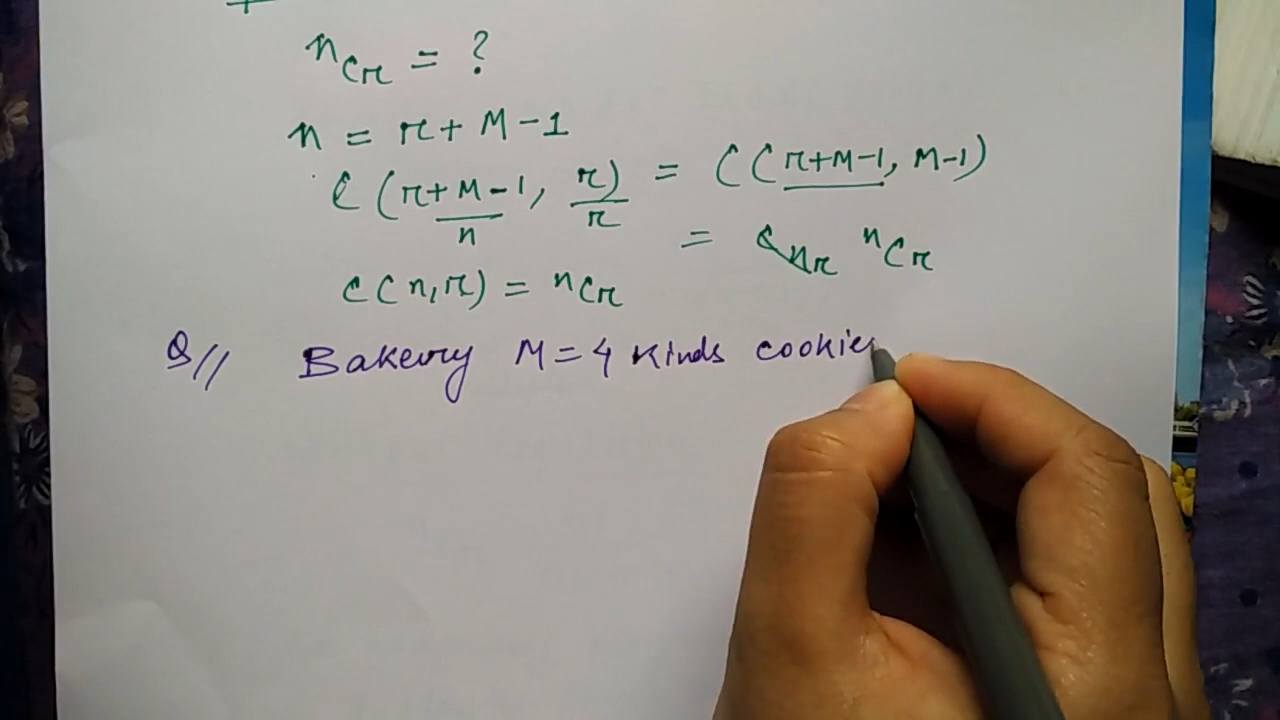 nCr = ?
n = r + M - 1
C (r+M-1, r) = C (r+M-1, M-1)
n r
= nCr
C(n,r) = nCr
Q// Bakery M = 4 Kinds cookies